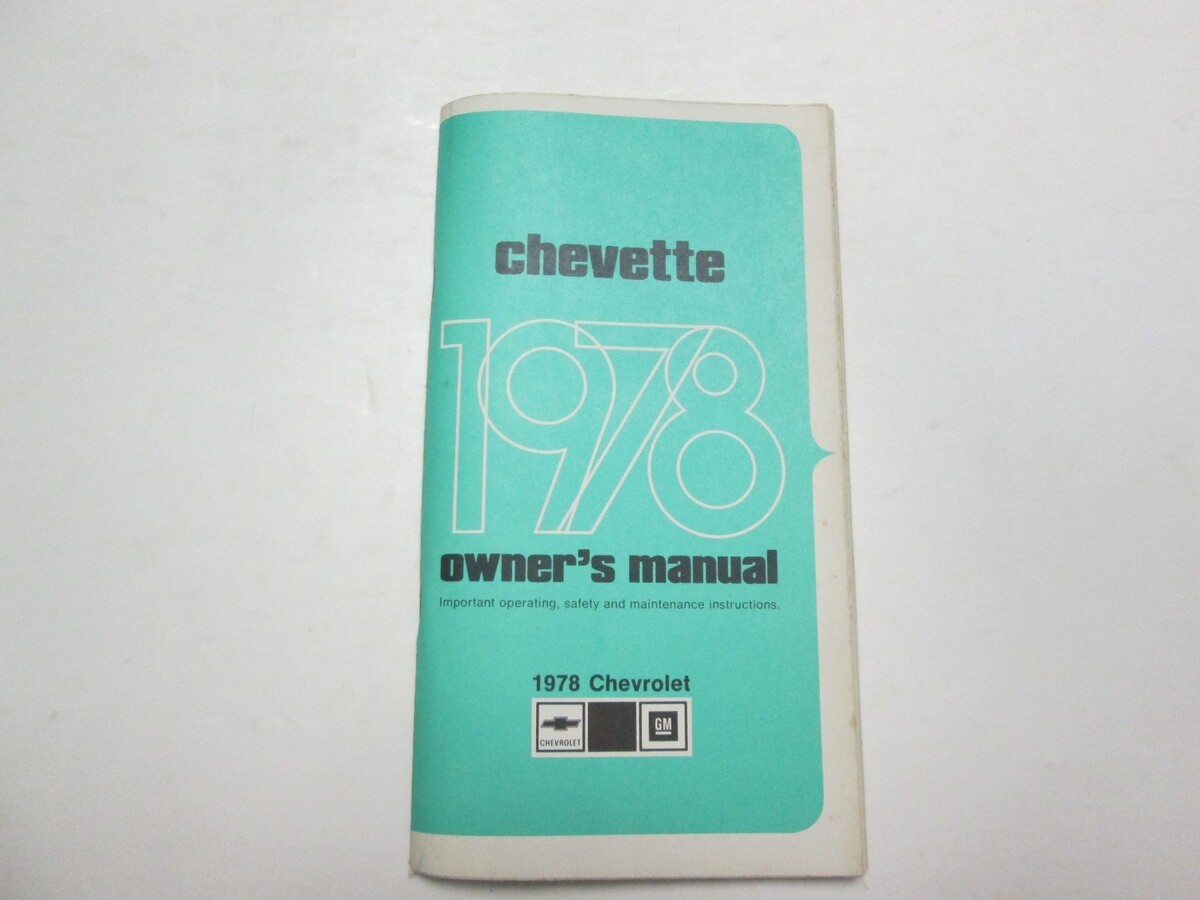 chevette
1978
owner's manual
Important operating, safety and maintenance instructions.
1978 Chevrolet
CHEVROLET
GM